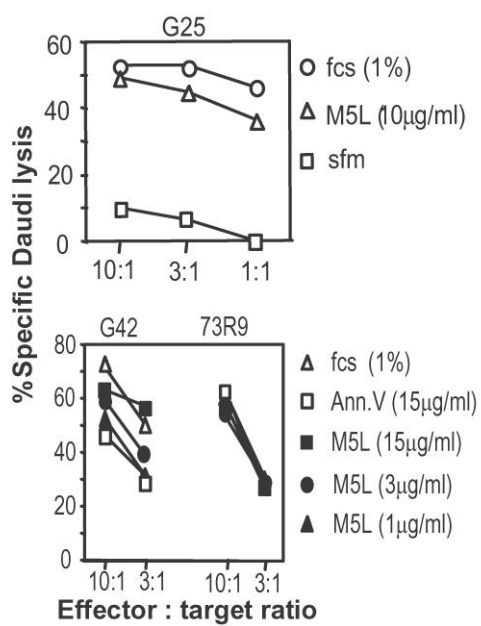 G25
60
40
20
0
10:1 3:1 1:1
fcs (1%)
M5L (10µg/ml)
sfm
%Specific Daudi lysis
G42 73R9
80
60
40
20
0
10:1 3:1 10:1 3:1
fcs (1%)
Ann.V (15µg/ml)
M5L (15µg/ml)
M5L (3µg/ml)
M5L (1µg/ml)
Effector : target ratio